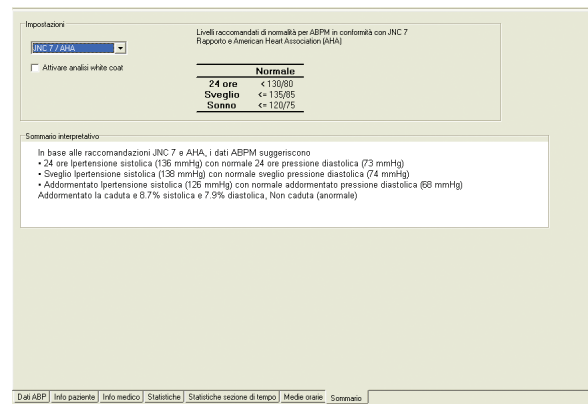 Impostazioni
JNC 7 / AHA
Attivare analisi white coat
Livelli raccomandati di normalità per ABPM in conformità con JNC 7
Rapporto e American Heart Association (AHA)
Normale
24 ore < 130/80
Sveglio <= 135/85
Sonno <= 120/75
Sommario interpretativo
In base alle raccomandazioni JNC 7 e AHA, i dati ABPM suggeriscono
• 24 ore Ipertensione sistolica (136 mmHg) con normale 24 ore pressione diastolica (73 mmHg)
• Sveglio Ipertensione sistolica (138 mmHg) con normale sveglio pressione diastolica (74 mmHg)
• Addormentato Ipertensione sistolica (126 mmHg) con normale addormentato pressione diastolica (68 mmHg)
Addormentato la caduta e 8.7% sistolica e 7.9% diastolica, Non caduta (anormale)
Dati ABP Info paziente Info medico Statistiche Statistiche sezione di tempo Medie orarie Sommario